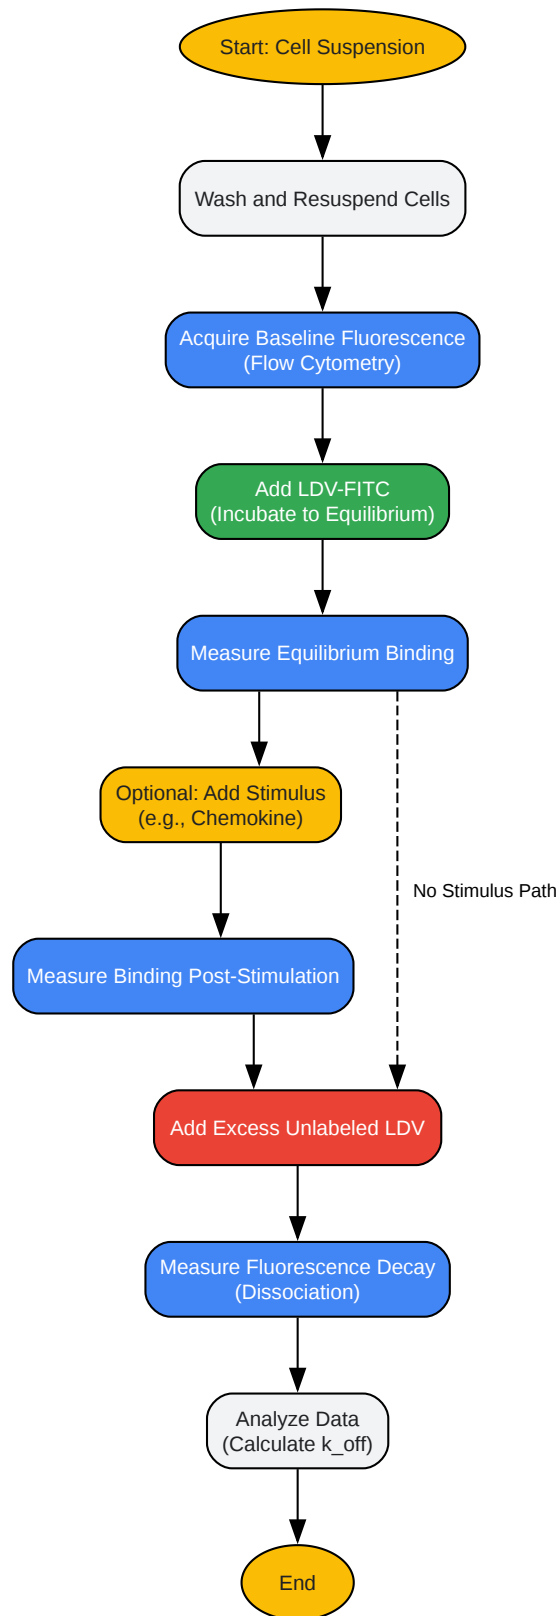 Start: Cell Suspension
Wash and Resuspend Cells
Acquire Baseline Fluorescence
(Flow Cytometry)
Add LDV-FITC
(Incubate to Equilibrium)
Measure Equilibrium Binding
Optional: Add Stimulus
(e.g., Chemokine)
No Stimulus Path
Measure Binding Post-Stimulation
Add Excess Unlabeled LDV
Measure Fluorescence Decay
(Dissociation)
Analyze Data
(Calculate k_off)
End